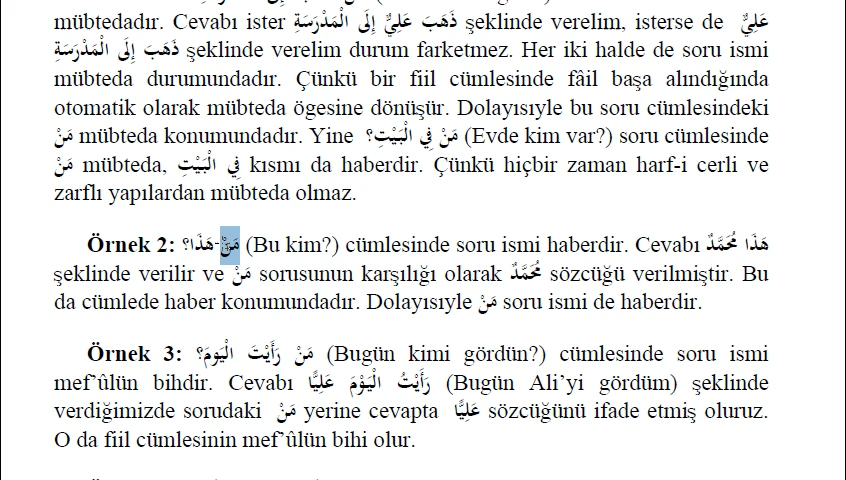 mübtedadır. Cevabı ister ذَهَبَ عَلِيٌّ إِلَى الْمَدْرَسَةِ şeklinde verelim, isterse de عَلِيٌّ
ذَهَبَ إِلَى الْمَدْرَسَةِ şeklinde verelim durum farketmez. Her iki halde de soru ismi
mübteda durumundadır. Çünkü bir fiil cümlesinde fâil başa alındığında
otomatik olarak mübteda ögesine dönüşür. Dolayısıyle bu soru cümlesindeki
مَنْ mübteda konumundadır. Yine مَنْ فِي الْبَيْتِ؟ (Evde kim var?) soru cümlesinde
مَنْ mübteda, فِي الْبَيْتِ kısmı da haberdir. Çünkü hiçbir zaman harf-i cerli ve
zarflı yapılardan mübteda olmaz.
Örnek 2: مَنْ هَذَا؟ (Bu kim?) cümlesinde soru ismi haberdir. Cevabı هَذَا مُحَمَّدٌ
şeklinde verilir ve مَنْ sorusunun karşılığı olarak مُحَمَّدٌ sözcüğü verilmiştir. Bu
da cümlede haber konumundadır. Dolayısıyle مَنْ soru ismi de haberdir.
Örnek 3: مَنْ رَأَيْتَ الْيَوْمَ؟ (Bugün kimi gördün?) cümlesinde soru ismi
mef’ûlün bihdir. Cevabı رَأَيْتُ الْيَوْمَ عَلِيًّا (Bugün Ali’yi gördüm) şeklinde
verdiğimizde sorudaki مَنْ yerine cevapta عَلِيًّا sözcüğünü ifade etmiş oluruz.
O da fiil cümlesinin mef’ûlün bihi olur.